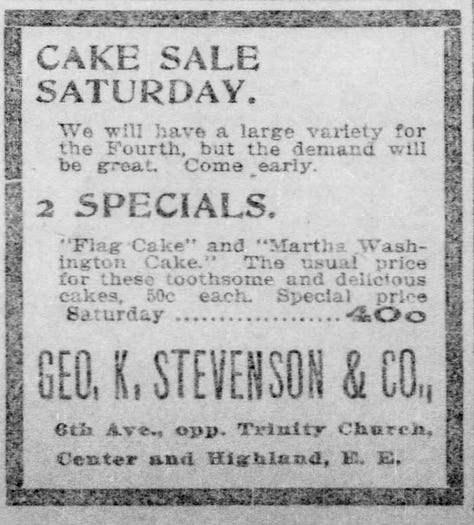 CAKE SALE
SATURDAY.
We will have a large variety for
the Fourth, but the demand will
be great. Come early.
2 SPECIALS.
"Flag Cake" and "Martha Wash-
ington Cake." The usual price
for these toothsome and delicious
cakes, 50c each. Special price
Saturday ................... 40c
GEO. K. STEVENSON & CO.,
6th Ave., opp. Trinity Church,
Center and Highland, E. E.